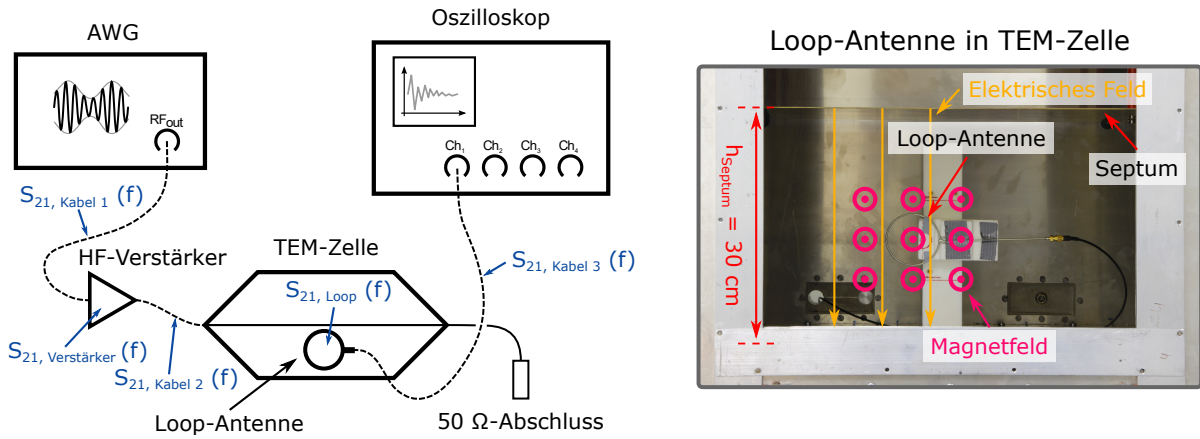 AWG
RFout
S21, Kabel 1 (f)
HF-Verstärker
S21, Verstärker (f)
S21, Kabel 2 (f)
TEM-Zelle
S21, Loop (f)
Loop-Antenne
50 Ω-Abschluss
Oszilloskop
Ch1
Ch2
Ch3
Ch4
S21, Kabel 3 (f)
Loop-Antenne in TEM-Zelle
Elektrisches Feld
Loop-Antenne
Septum
hSeptum = 30 cm
Magnetfeld